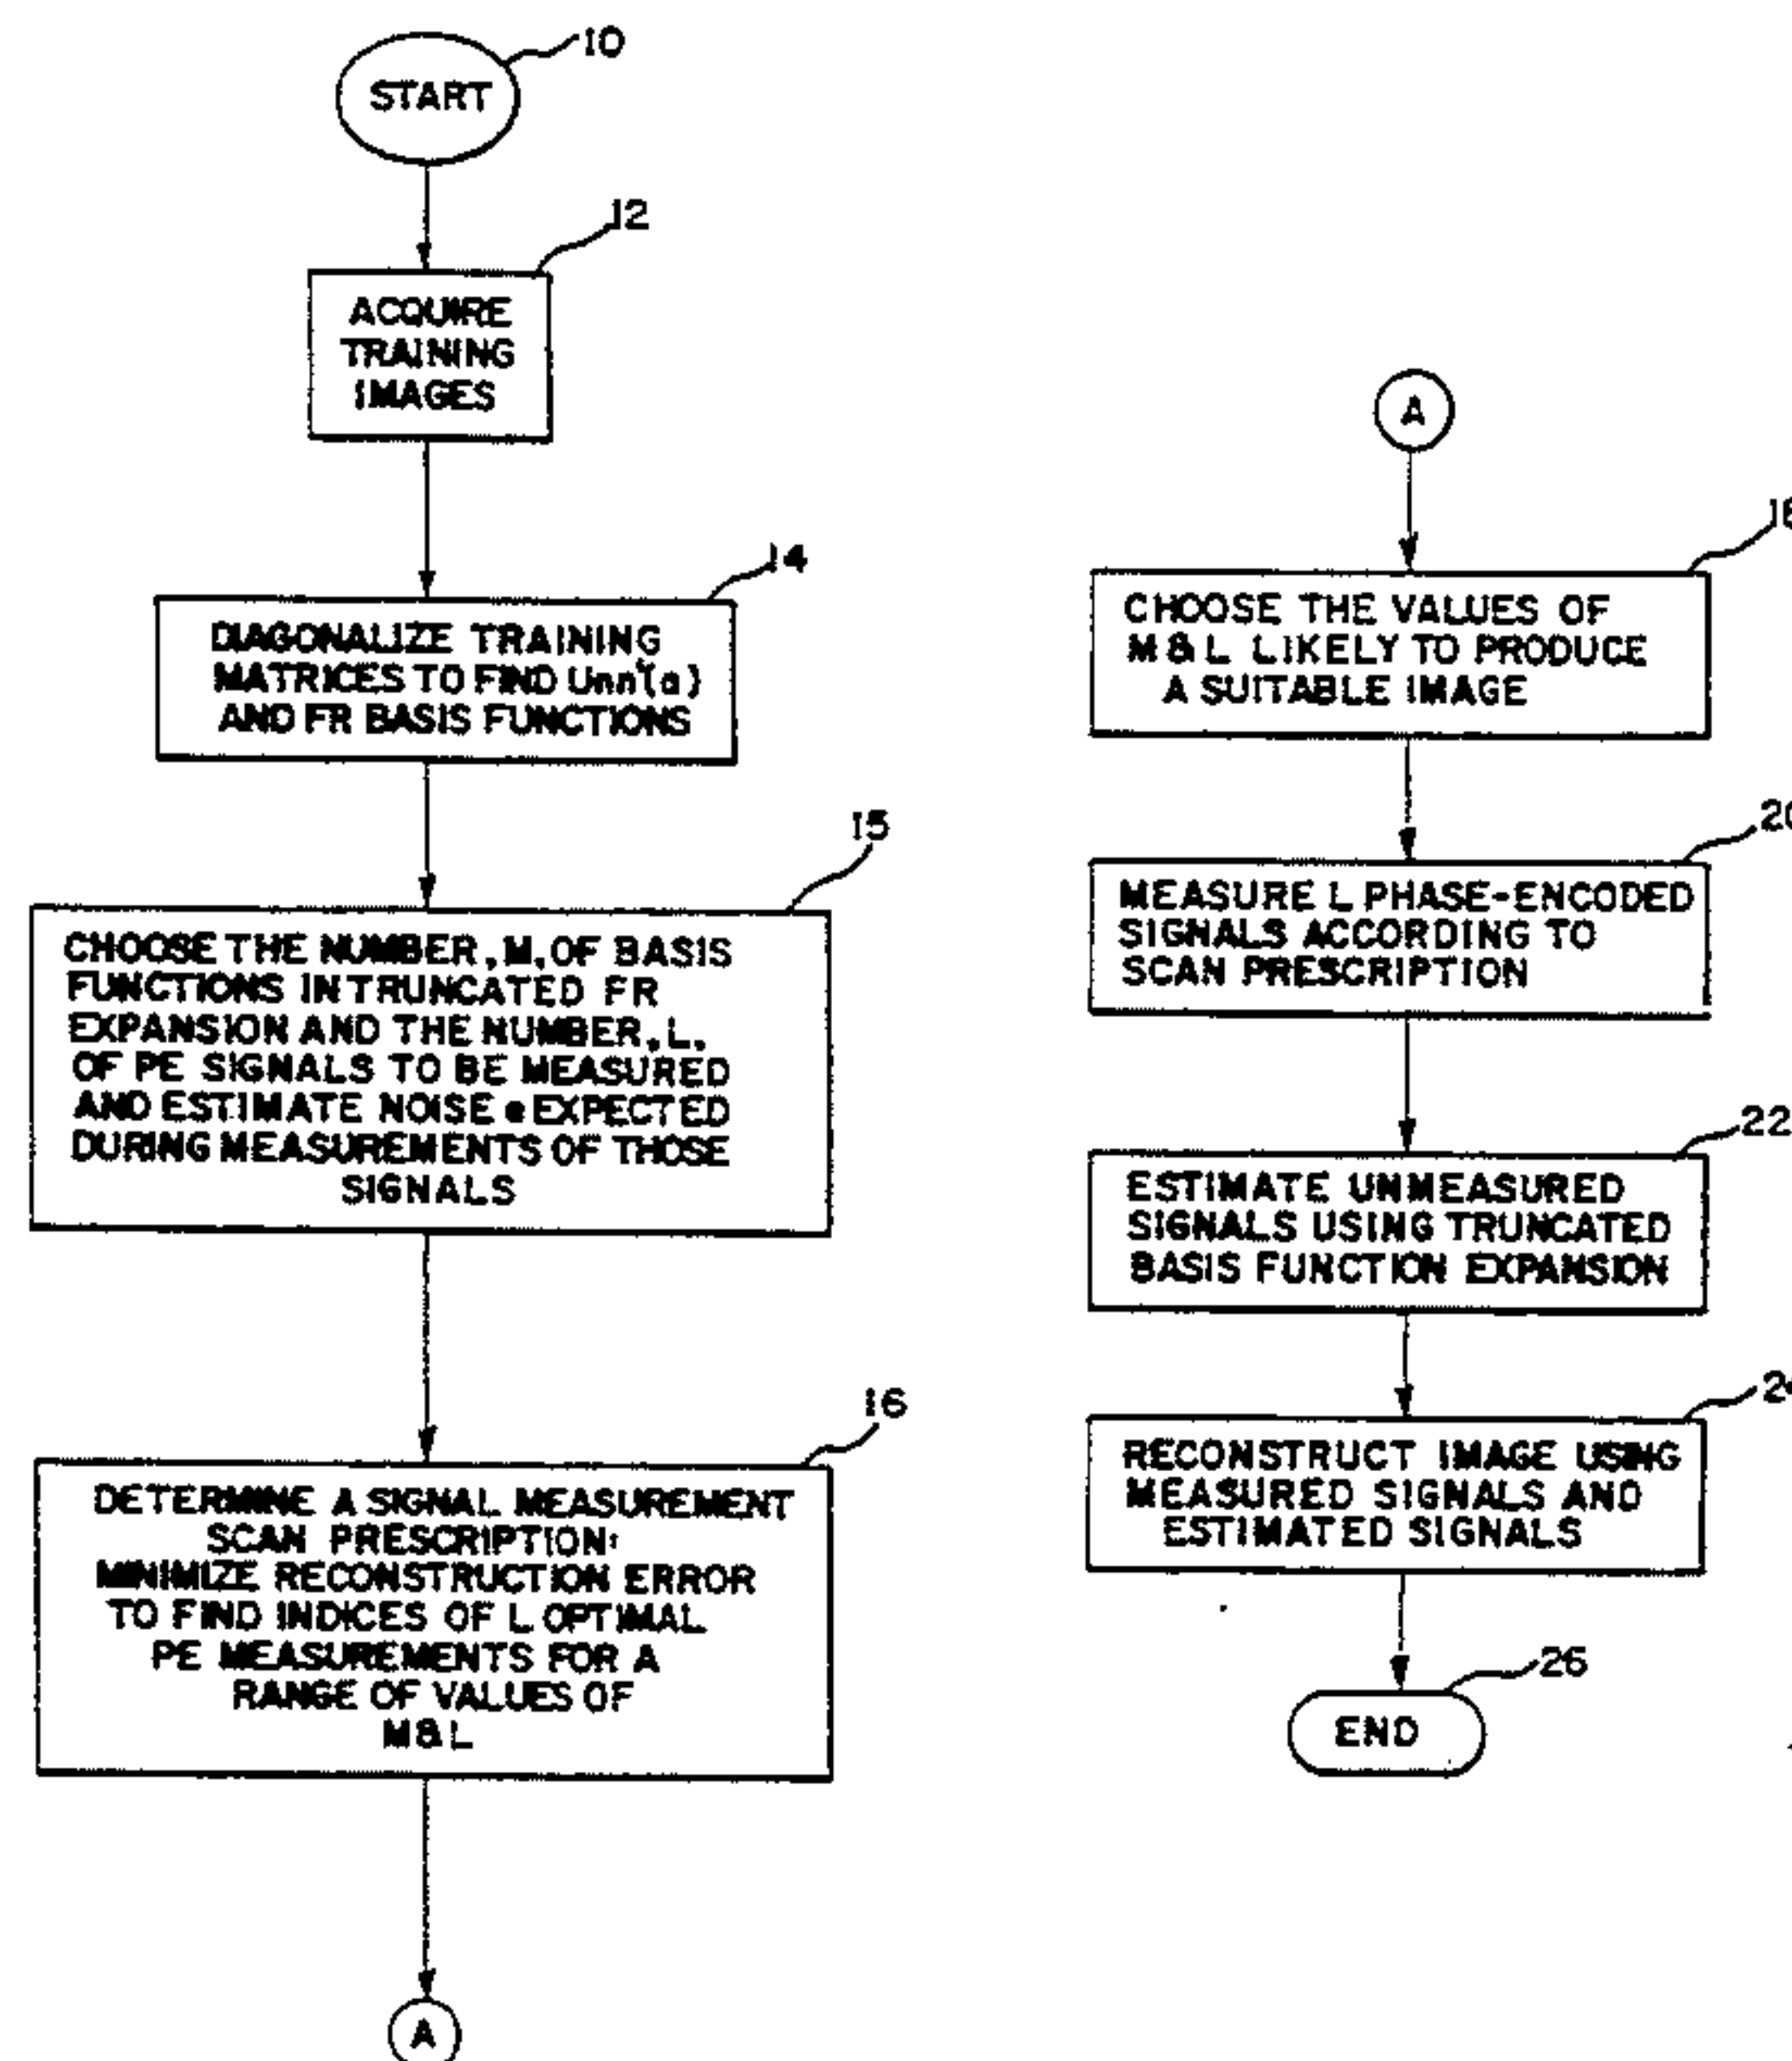 10
START
12
ACQUIRE
TRAINING
IMAGES
14
DIAGONALIZE TRAINING
MATRICES TO FIND Unn'(a)
AND FR BASIS FUNCTIONS
15
CHOOSE THE NUMBER, M, OF BASIS
FUNCTIONS IN TRUNCATED FR
EXPANSION AND THE NUMBER, L,
OF PE SIGNALS TO BE MEASURED
AND ESTIMATE NOISE e EXPECTED
DURING MEASUREMENTS OF THOSE
SIGNALS
16
DETERMINE A SIGNAL MEASUREMENT
SCAN PRESCRIPTION:
MINIMIZE RECONSTRUCTION ERROR
TO FIND INDICES OF L OPTIMAL
PE MEASUREMENTS FOR A
RANGE OF VALUES OF
M & L
A
A
CHOOSE THE VALUES OF
M & L LIKELY TO PRODUCE
A SUITABLE IMAGE
20
MEASURE L PHASE-ENCODED
SIGNALS ACCORDING TO
SCAN PRESCRIPTION
22
ESTIMATE UNMEASURED
SIGNALS USING TRUNCATED
BASIS FUNCTION EXPANSION
RECONSTRUCT IMAGE USING
MEASURED SIGNALS AND
ESTIMATED SIGNALS
26
END